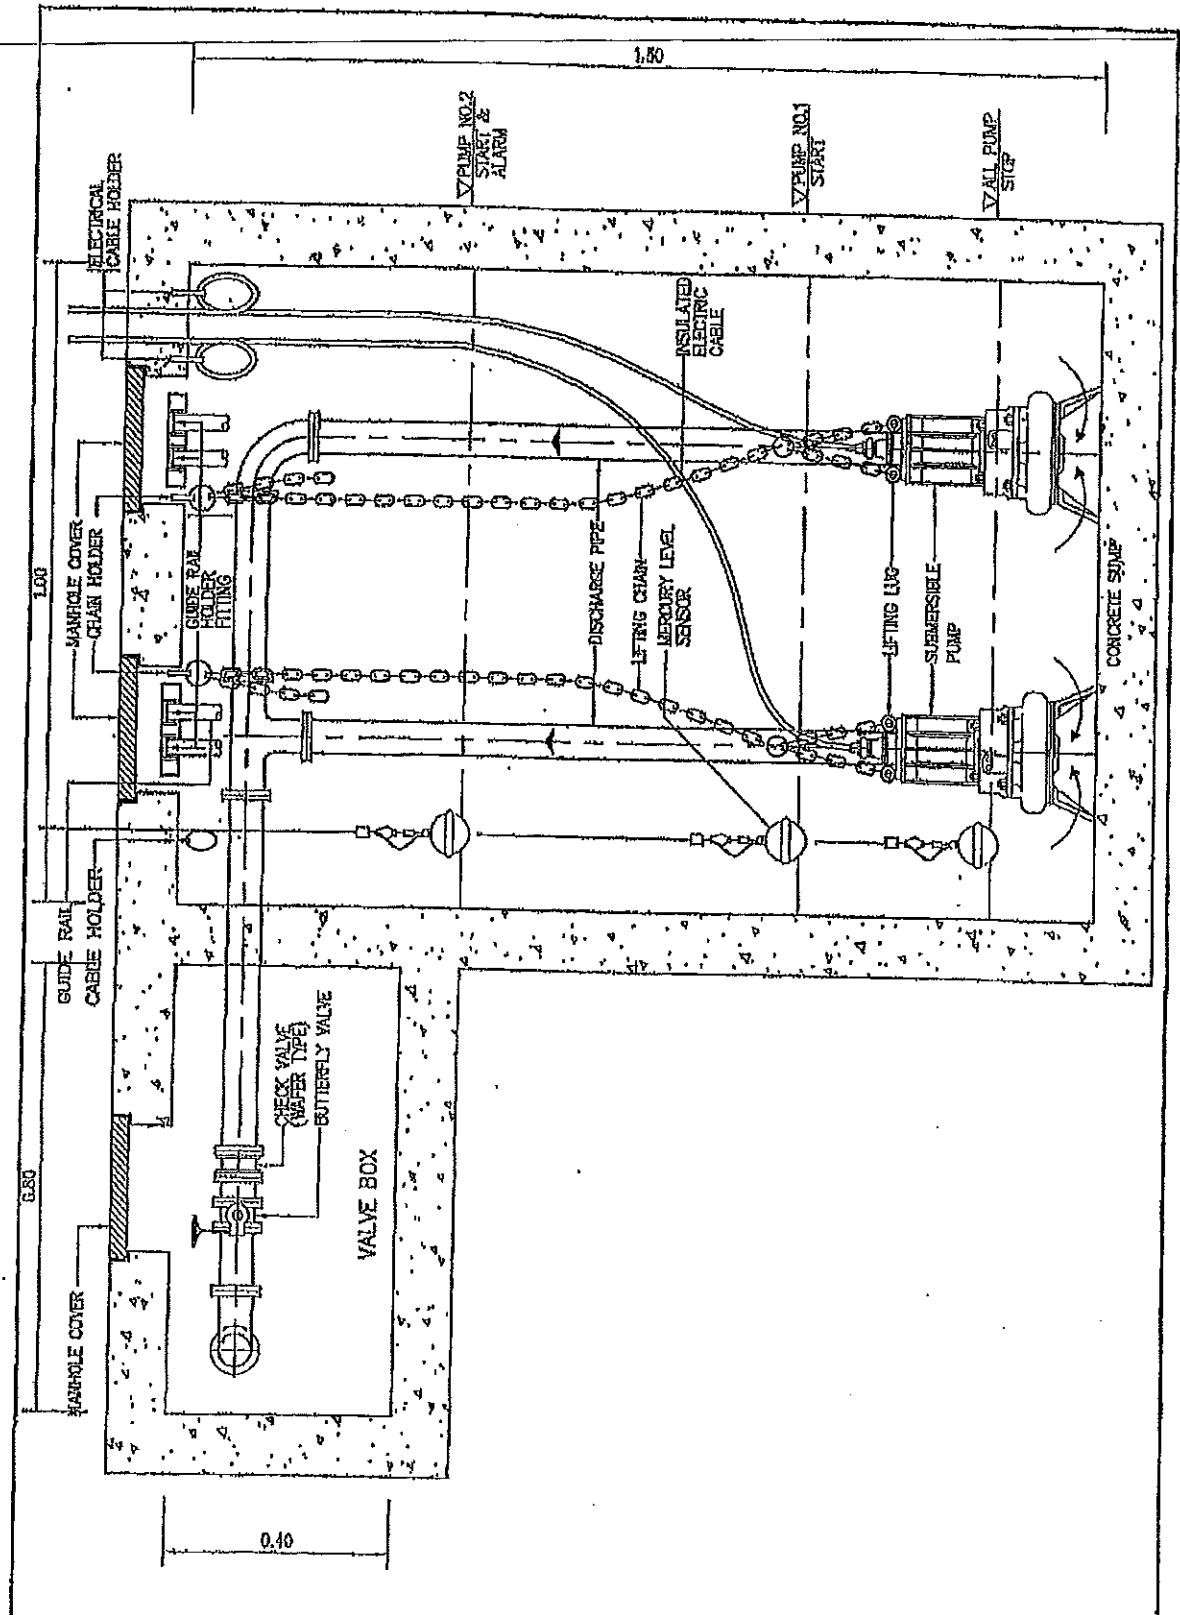 1.50
▽PUMP NO.2
START &
ALARM
▽PUMP NO.1
START
▽ALL PUMP
STOP
ELECTRICAL
CABLE HOLDER
INSULATED
ELECTRIC
CABLE
1.00
MANHOLE COVER
CHAIN HOLDER
GUIDE RAIL
HOLDER
FITTING
DISCHARGE PIPE
LIFTING CHAIN
MERCURY LEVEL
SENSOR
LIFTING LUG
SUBMERSIBLE
PUMP
CONCRETE SUMP
GUIDE RAIL
CABLE HOLDER
0.80
CHECK VALVE
(WAFER TYPE)
BUTTERFLY VALVE
VALVE BOX
MANHOLE COVER
0.40